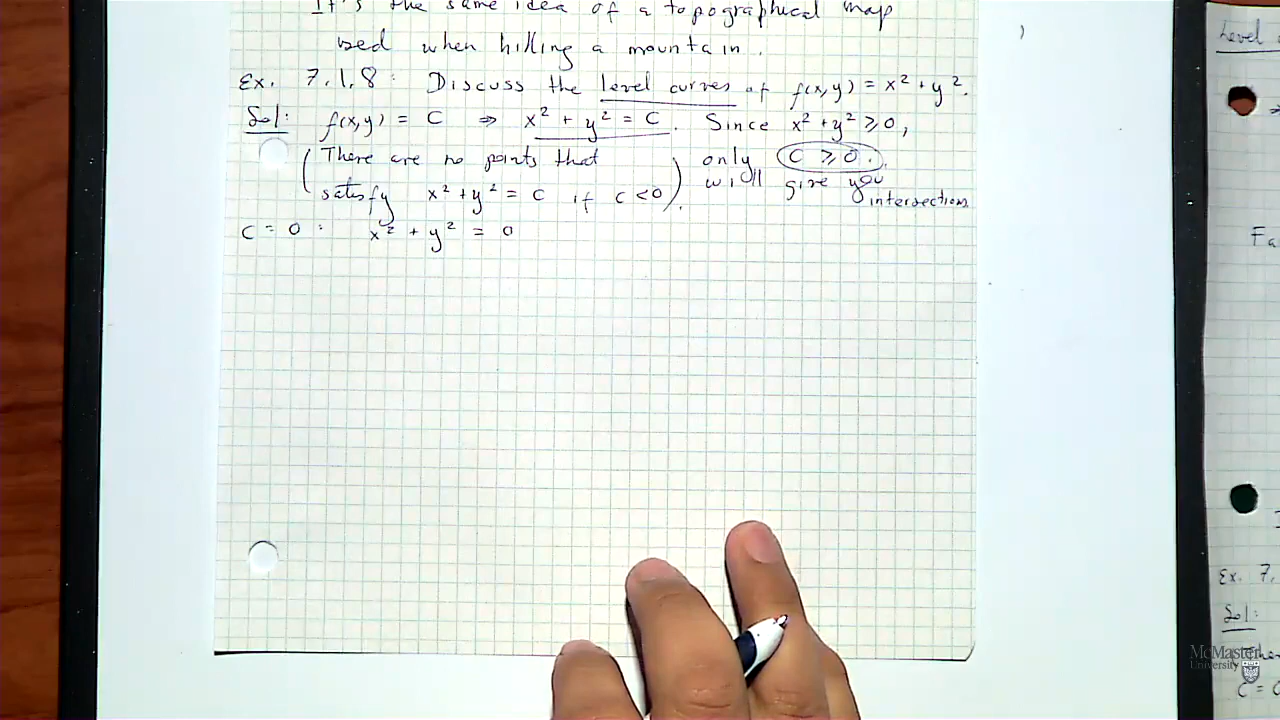 It's the same idea of a topographical map
used when hiking a mountain.
Ex. 7.1.8: Discuss the level curves of f(x,y) = x² + y².
Sol: f(x,y) = C ⇒ x² + y² = C. Since x² + y² ≥ 0,
(There are no points that
satisfy x² + y² = C if C < 0).
only C ≥ 0.
will give you
intersections
C = 0: x² + y² = 0
Level
Ex. 7.
Sol:
C = 0
McMaster
University